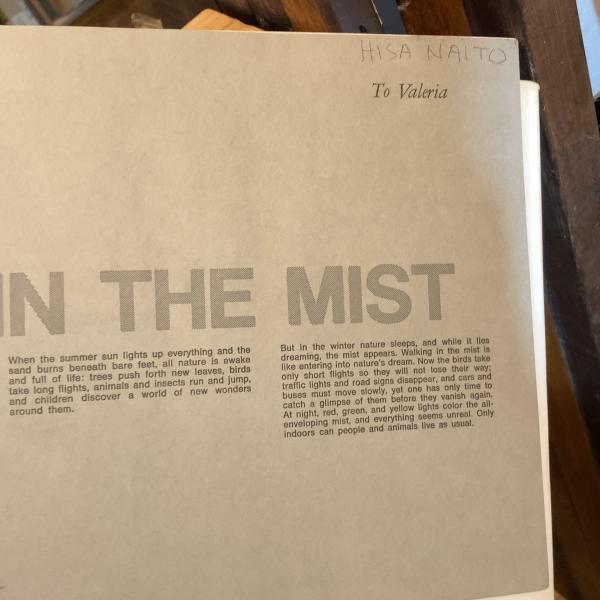 HISA NAITO
To Valeria
IN THE MIST
When the summer sun lights up everything and the
sand burns beneath bare feet, all nature is awake
and full of life: trees push forth new leaves, birds
take long flights, animals and insects run and jump,
and children discover a world of new wonders
around them.
But in the winter nature sleeps, and while it lies
dreaming, the mist appears. Walking in the mist is
like entering into nature's dream. Now the birds take
only short flights so they will not lose their way;
traffic lights and road signs disappear, and cars and
buses must move slowly, yet one has only time to
catch a glimpse of them before they vanish again.
At night, red, green, and yellow lights color the all-
enveloping mist, and everything seems unreal. Only
indoors can people and animals live as usual.